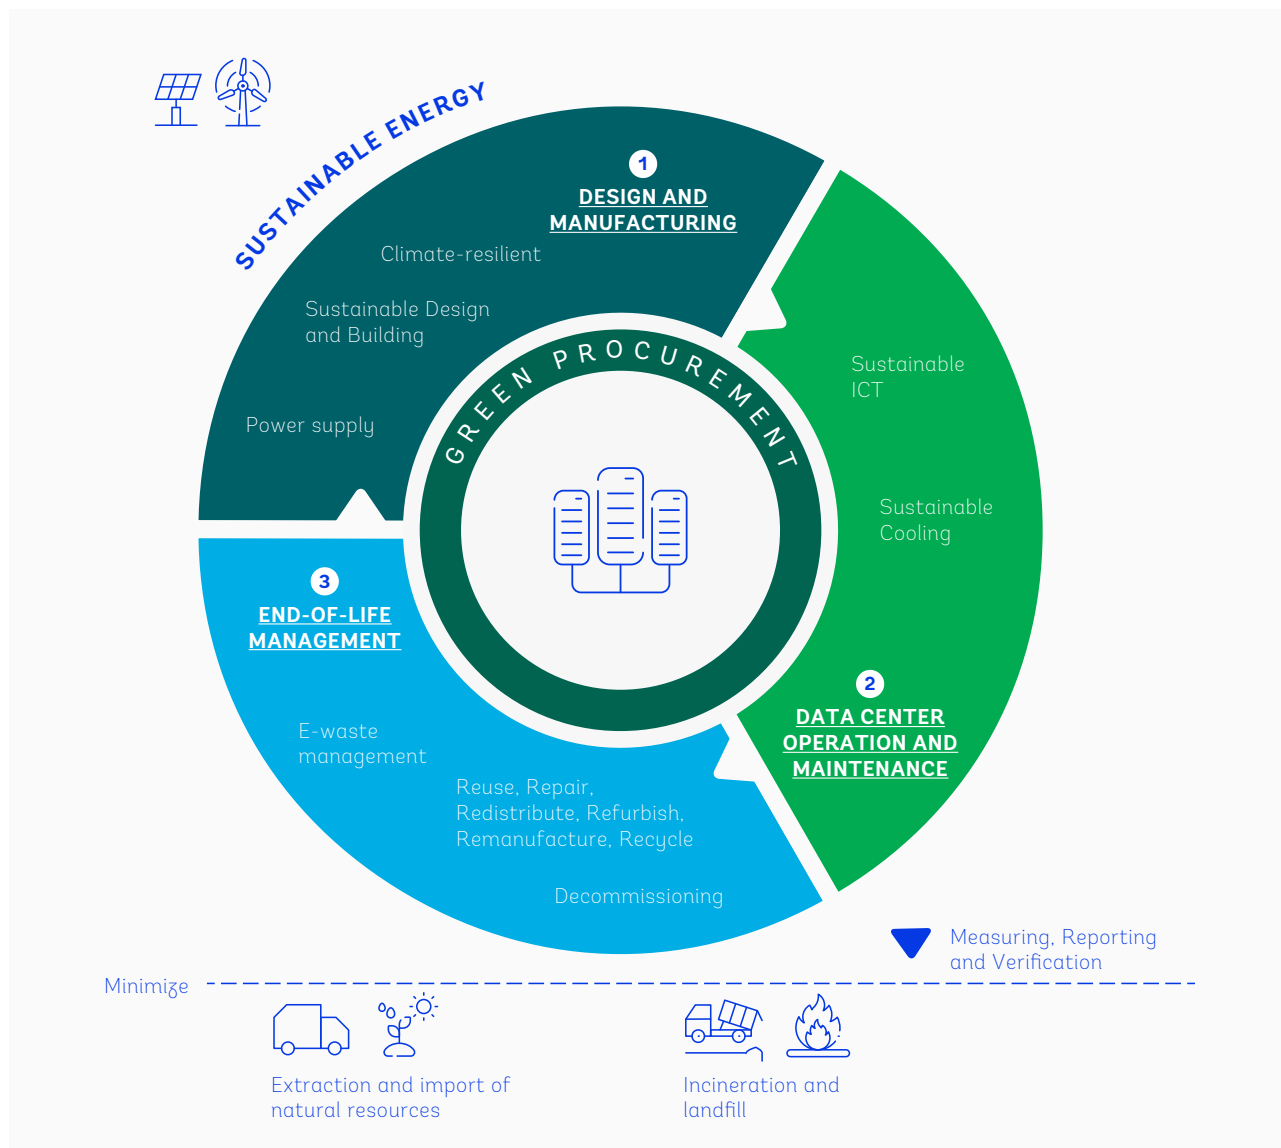 SUSTAINABLE ENERGY
1
DESIGN AND
MANUFACTURING
Climate-resilient
Sustainable Design
and Building
Power supply
GREEN PROCUREMENT
Sustainable
ICT
Sustainable
Cooling
2
DATA CENTER
OPERATION AND
MAINTENANCE
3
END-OF-LIFE
MANAGEMENT
E-waste
management
Reuse, Repair,
Redistribute, Refurbish,
Remanufacture, Recycle
Decommissioning
Measuring, Reporting
and Verification
Minimize
Extraction and import of
natural resources
Incineration and
landfill